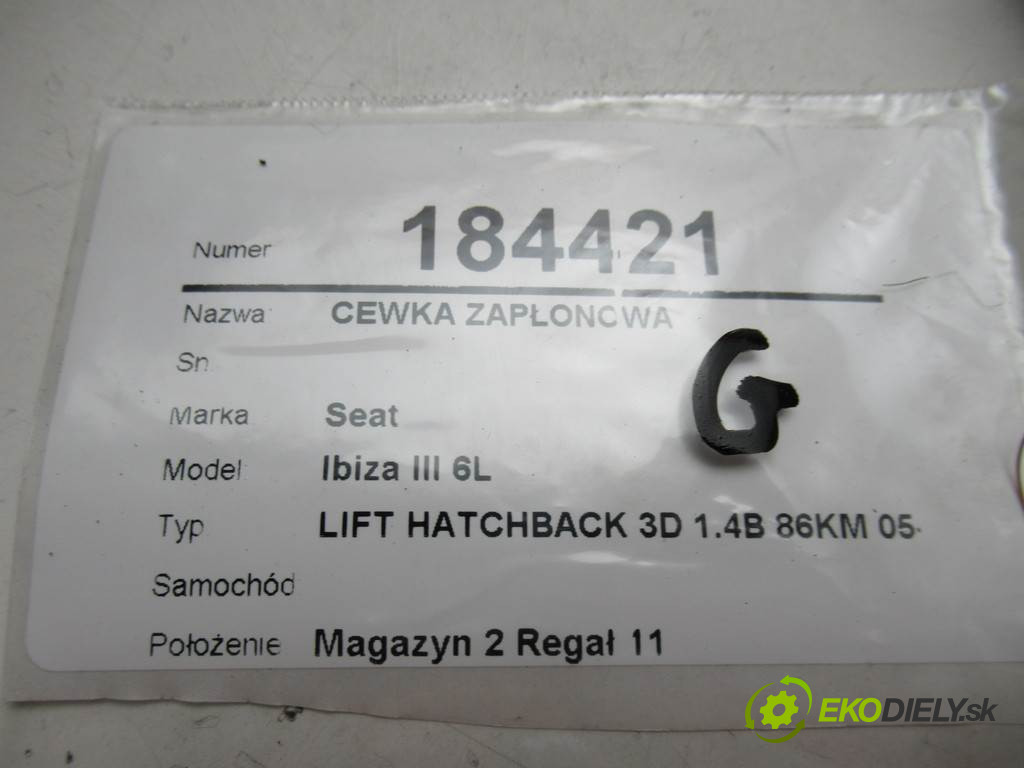 Numer 184421
Nazwa: CEWKA ZAPŁONOWA
Sn
G
Marka Seat
Model: Ibiza III 6L
Typ LIFT HATCHBACK 3D 1.4B 86KM 05-
Samochód
Położenie Magazyn 2 Regał 11
EKODIELY.sk